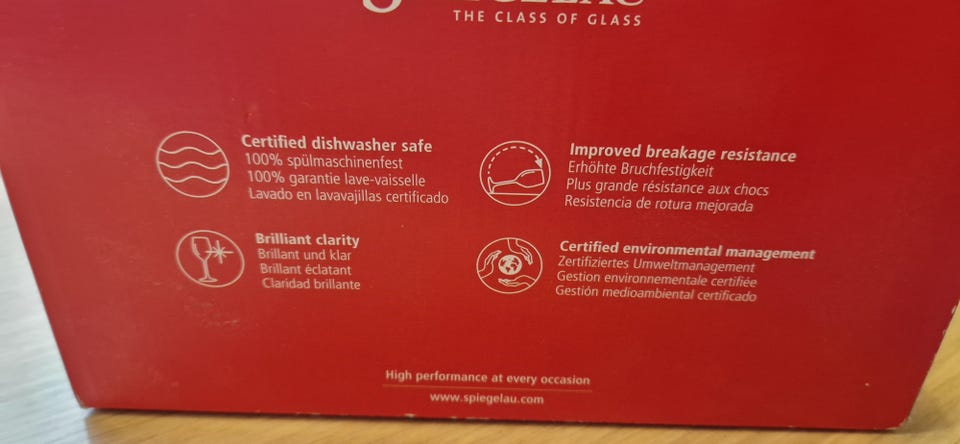 THE CLASS OF GLASS
Certified dishwasher safe
100% spülmaschinenfest
100% garantie lave-vaisselle
Lavado en lavavajillas certificado
Improved breakage resistance
Erhöhte Bruchfestigkeit
Plus grande résistance aux chocs
Resistencia de rotura mejorada
Brilliant clarity
Brillant und klar
Brillant éclatant
Claridad brillante
Certified environmental management
Zertifiziertes Umweltmanagement
Gestion environnementale certifiée
Gestión medioambiental certificado
High performance at every occasion
www.spiegelau.com